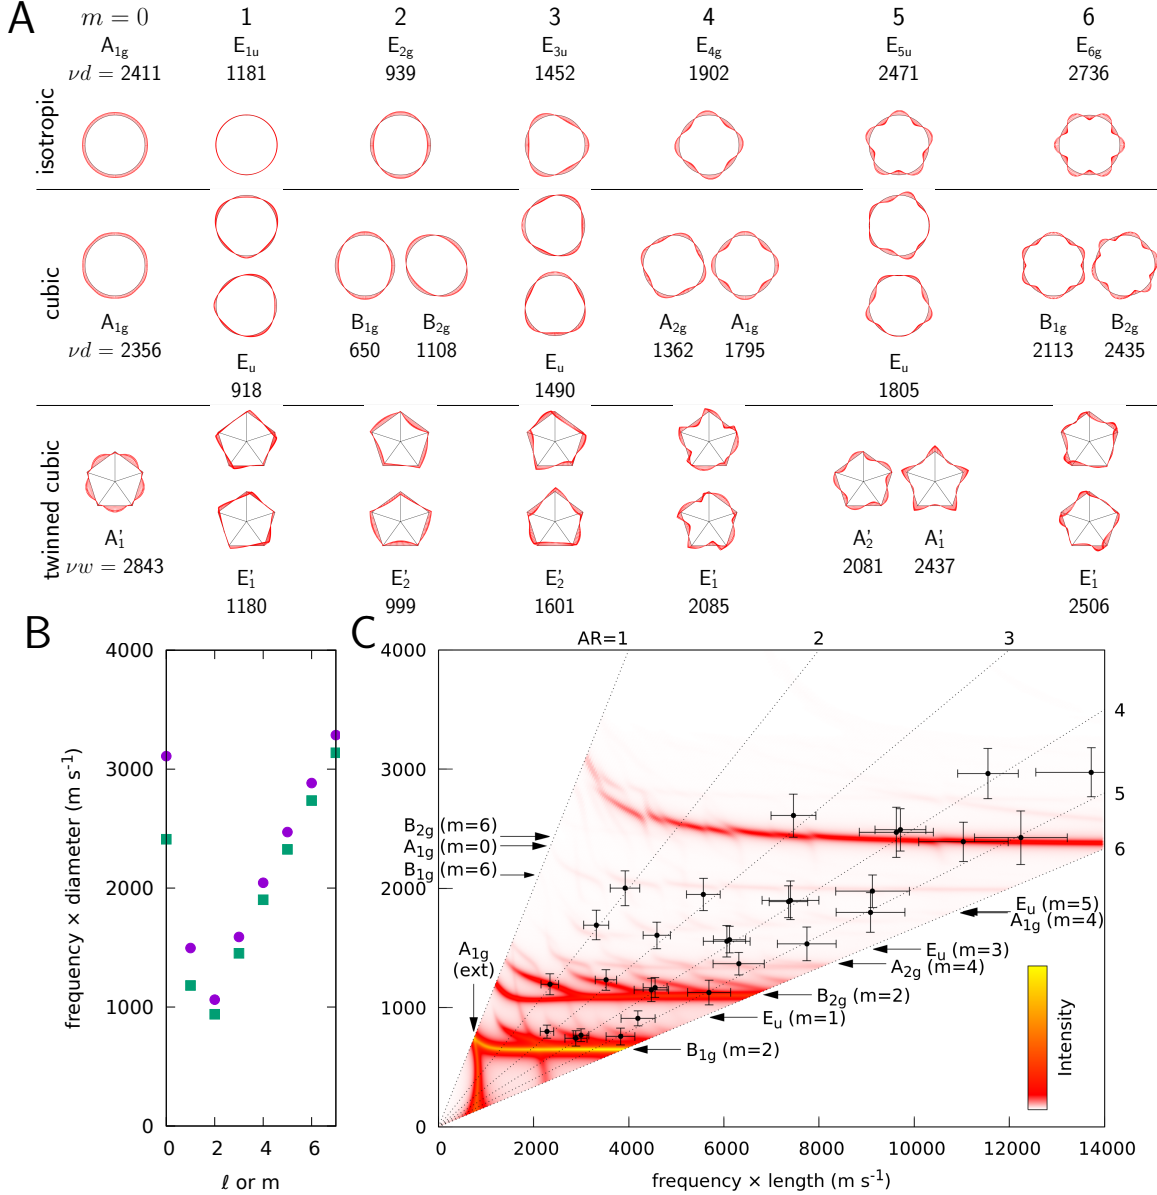 A
m = 0 1 2 3 4 5 6
A1g E1u E2g E3u E4g E5u E6g
νd = 2411 1181 939 1452 1902 2471 2736
isotropic
cubic
B1g B2g A2g A1g B1g B2g
650 1108 1362 1795 2113 2435
A1g
νd = 2356
Eu Eu Eu
918 1490 1805
twinned cubic
A'1 A'2 A'1
νw = 2843 2081 2437
E'1 E'2 E'2 E'1 E'1
1180 999 1601 2085 2506
B
4000
3000
2000
1000
0
0 2 4 6
frequency × diameter (m s-1)
ℓ or m
C
AR=1 2 3
4
5
6
4000
3000
2000
1000
0
0 2000 4000 6000 8000 10000 12000 14000
frequency × length (m s-1)
B2g (m=6)
A1g (m=0)
B1g (m=6)
A1g
(ext)
Eu (m=5)
A1g (m=4)
Eu (m=3)
A2g (m=4)
B2g (m=2)
Eu (m=1)
B1g (m=2)
Intensity